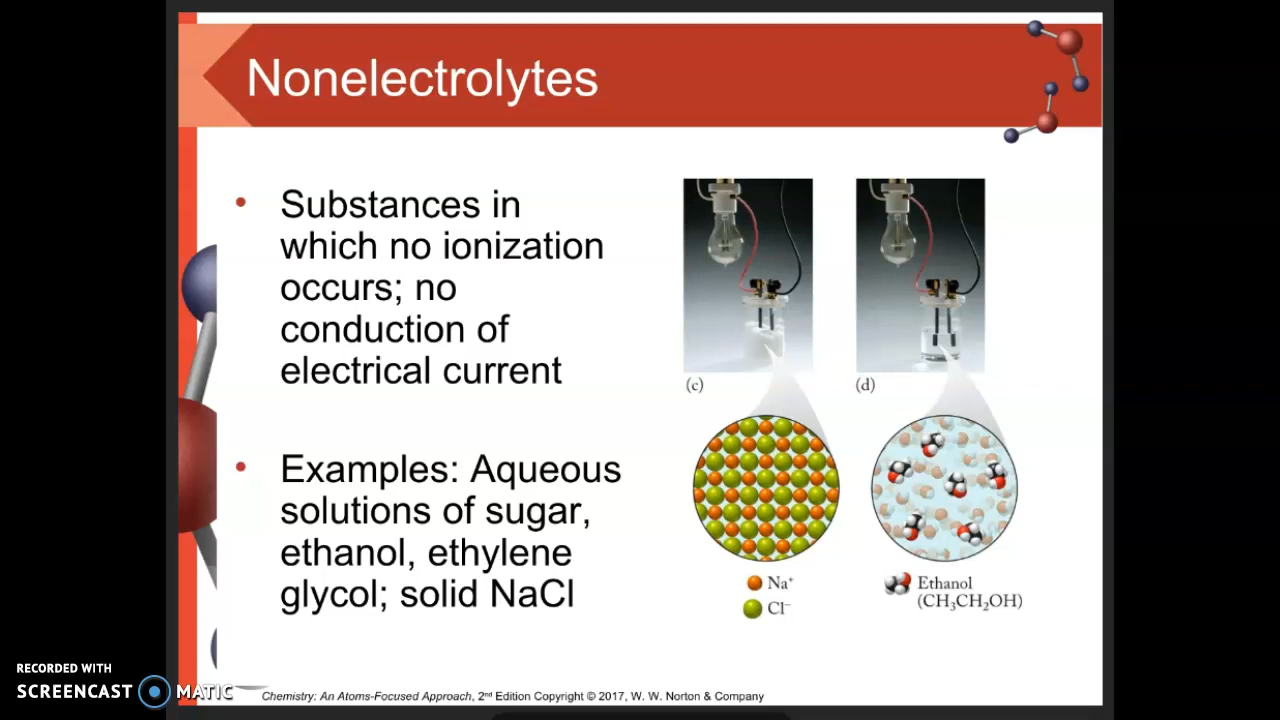 Nonelectrolytes
• Substances in
which no ionization
occurs; no
conduction of
electrical current
• Examples: Aqueous
solutions of sugar,
ethanol, ethylene
glycol; solid NaCl
(c)
(d)
Na⁺
Cl⁻
Ethanol
(CH₃CH₂OH)
RECORDED WITH
SCREENCAST MATIC
Chemistry: An Atoms-Focused Approach, 2ⁿᵈ Edition Copyright © 2017, W. W. Norton & Company